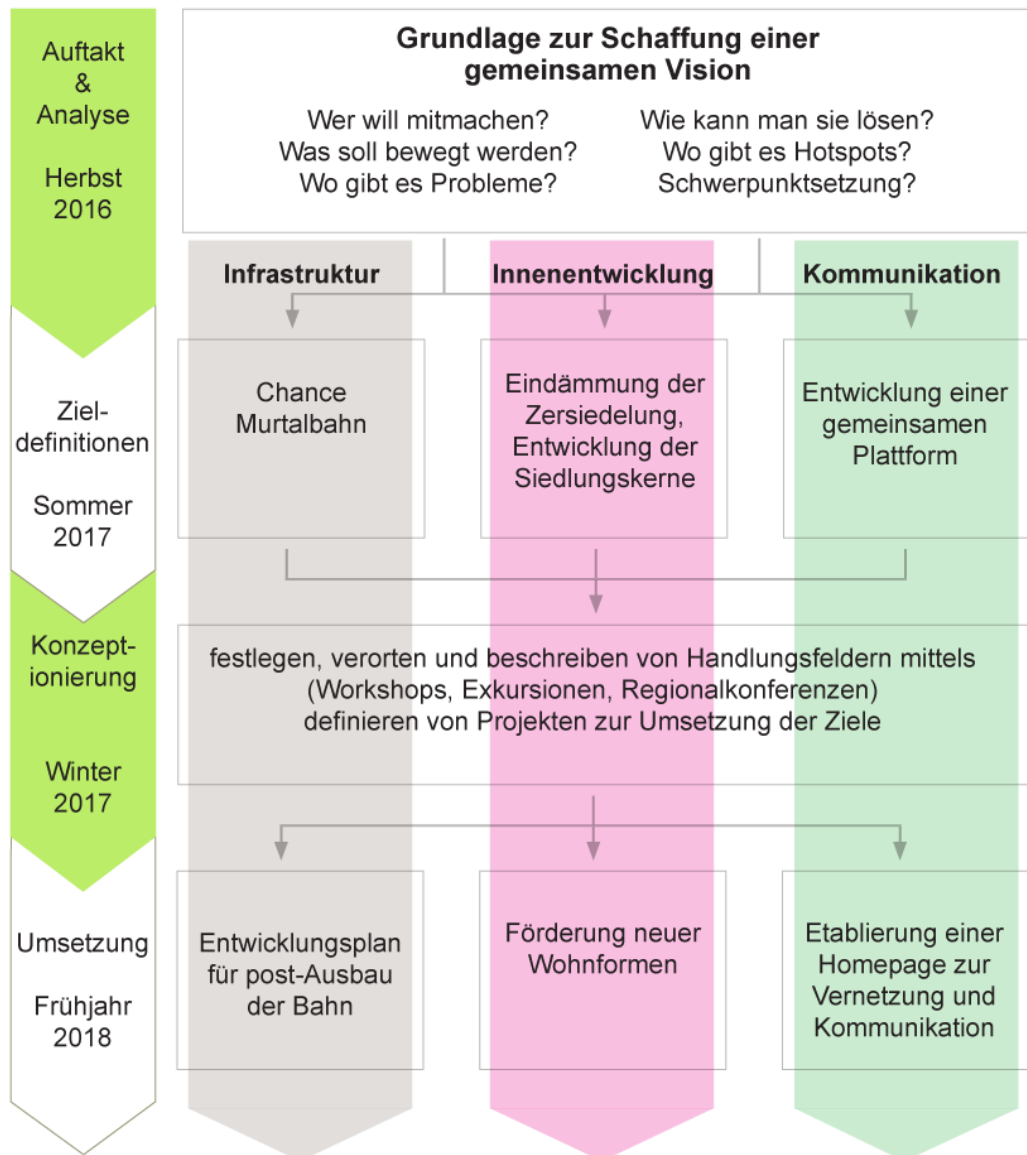 Auftakt
&
Analyse
Herbst
2016
Grundlage zur Schaffung einer
gemeinsamen Vision
Wer will mitmachen?
Was soll bewegt werden?
Wo gibt es Probleme?
Wie kann man sie lösen?
Wo gibt es Hotspots?
Schwerpunktsetzung?
Infrastruktur
Innenentwicklung
Kommunikation
Ziel-
definitionen
Sommer
2017
Chance
Murtalbahn
Eindämmung der
Zersiedelung,
Entwicklung der
Siedlungskerne
Entwicklung einer
gemeinsamen
Plattform
Konzept-
ionierung
Winter
2017
festlegen, verorten und beschreiben von Handlungsfeldern mittels
(Workshops, Exkursionen, Regionalkonferenzen)
definieren von Projekten zur Umsetzung der Ziele
Umsetzung
Frühjahr
2018
Entwicklungsplan
für post-Ausbau
der Bahn
Förderung neuer
Wohnformen
Etablierung einer
Homepage zur
Vernetzung und
Kommunikation